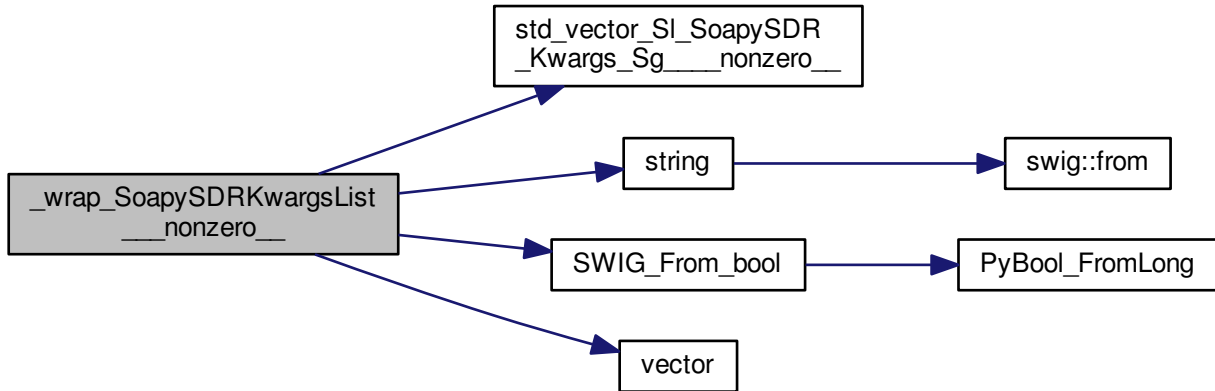 std_vector_Sl_SoapySDR
_Kwargs_Sg____nonzero__
string
swig::from
_wrap_SoapySDRKwargsList
___nonzero__
SWIG_From_bool
PyBool_FromLong
vector